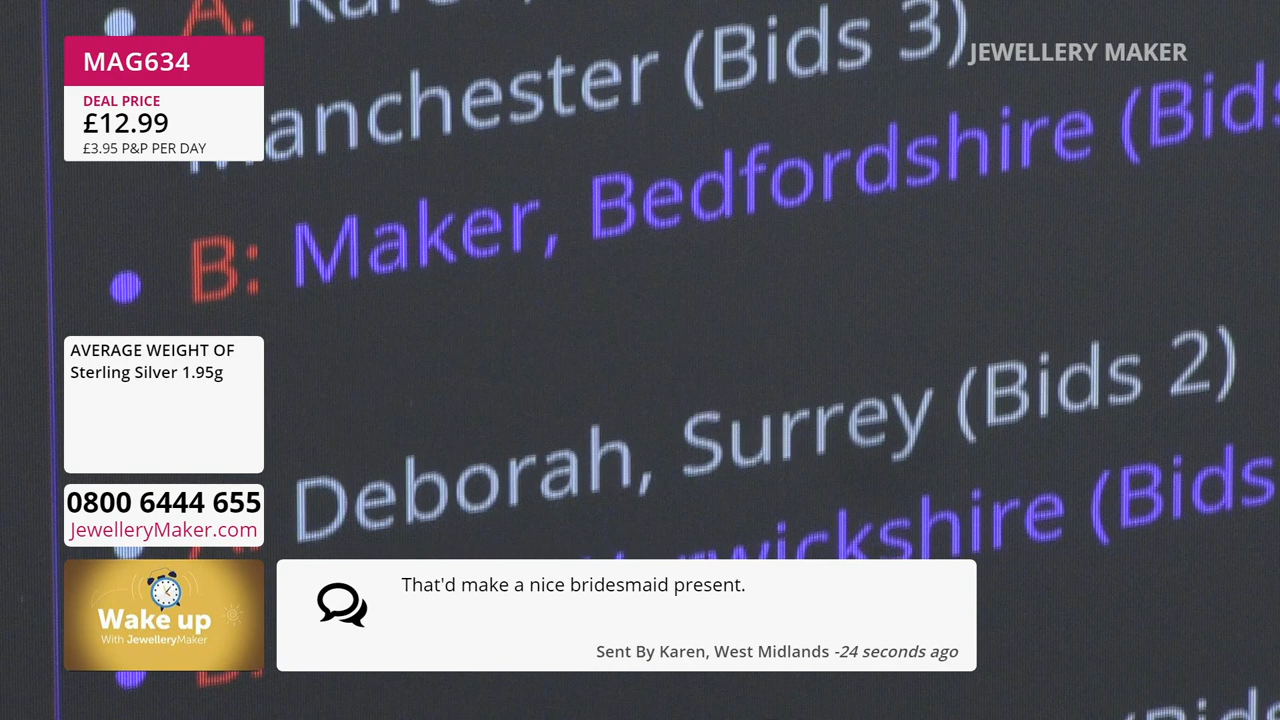 A:
Manchester (Bids 3)
JEWELLERY MAKER
MAG634
DEAL PRICE
£12.99
£3.95 P&P PER DAY
B: Maker, Bedfordshire (Bids
AVERAGE WEIGHT OF
Sterling Silver 1.95g
Deborah, Surrey (Bids 2)
(Bids
0800 6444 655
JewelleryMaker.com
Wake up
With JewelleryMaker
That'd make a nice bridesmaid present.
Sent By Karen, West Midlands -24 seconds ago